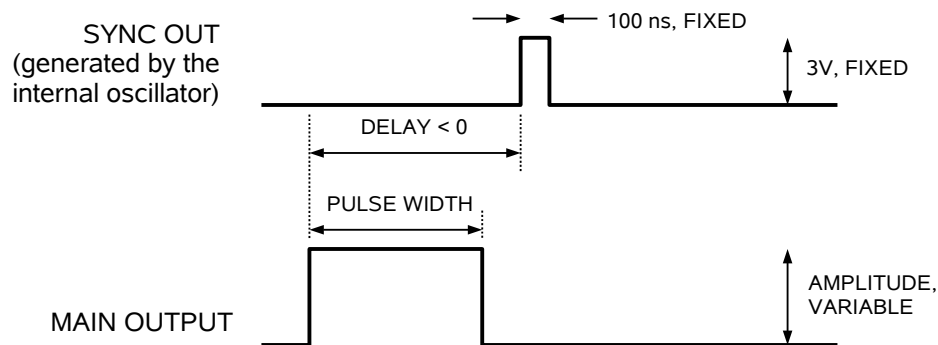 SYNC OUT
(generated by the
internal oscillator)
100 ns, FIXED
3V, FIXED
DELAY < 0
PULSE WIDTH
MAIN OUTPUT
AMPLITUDE,
VARIABLE